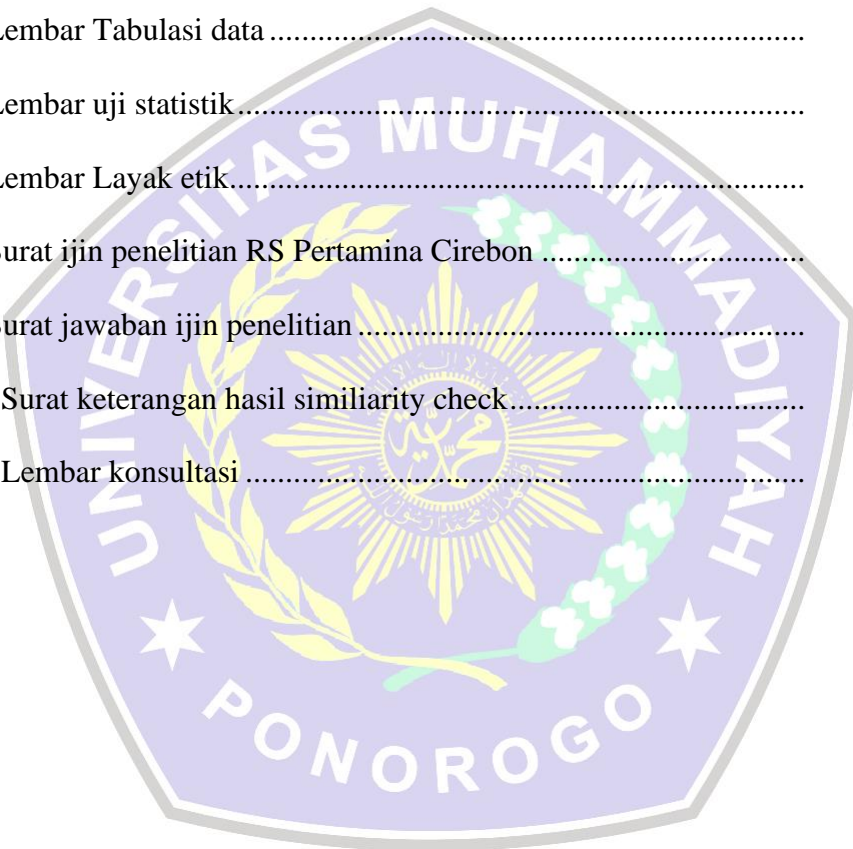 Lembar Tabulasi data
Lembar uji statistik
Lembar Layak etik
Surat ijin penelitian RS Pertamina Cirebon
Surat jawaban ijin penelitian
Surat keterangan hasil similiarity check
Lembar konsultasi
UNIVERSITAS MUHAMMADIYAH
PONOROGO